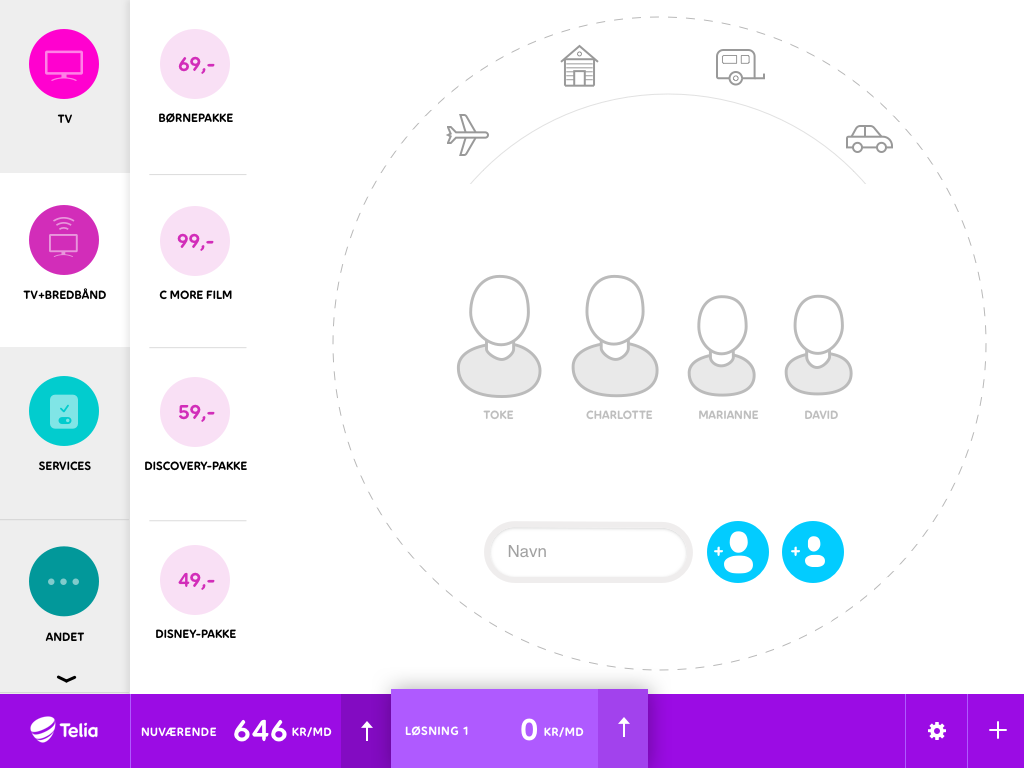 TV
TV+BREDBÅND
SERVICES
ANDET
69,-
BØRNEPAKKE
99,-
C MORE FILM
59,-
DISCOVERY-PAKKE
49,-
DISNEY-PAKKE
TOKE CHARLOTTE MARIANNE DAVID
Navn
Telia NUVÆRENDE 646 KR/MD LØSNING 1 0 KR/MD